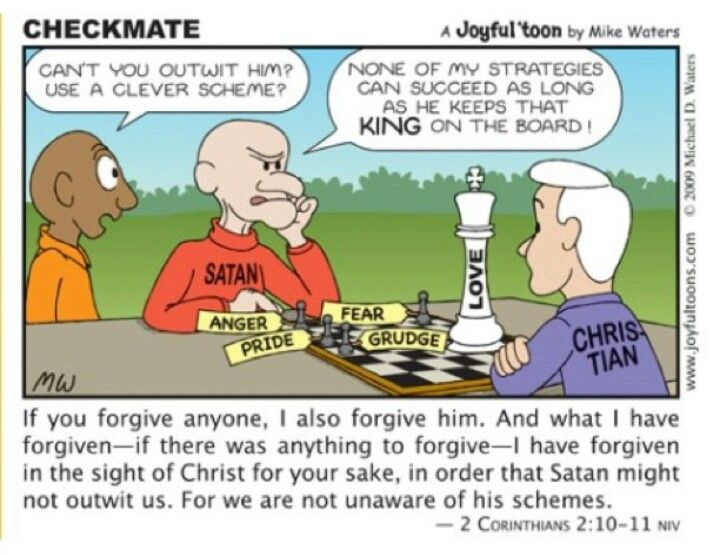 CHECKMATE
A Joyful 'toon by Mike Waters
CAN'T YOU OUTWIT HIM?
USE A CLEVER SCHEME?
NONE OF MY STRATEGIES
CAN SUCCEED AS LONG
AS HE KEEPS THAT
KING ON THE BOARD!
SATAN
ANGER
PRIDE
FEAR
GRUDGE
LOVE
CHRIS-
TIAN
MW
www.joyfultoons.com © 2009 Michael D. Waters
If you forgive anyone, I also forgive him. And what I have
forgiven—if there was anything to forgive—I have forgiven
in the sight of Christ for your sake, in order that Satan might
not outwit us. For we are not unaware of his schemes.
— 2 CORINTHIANS 2:10–11 NIV